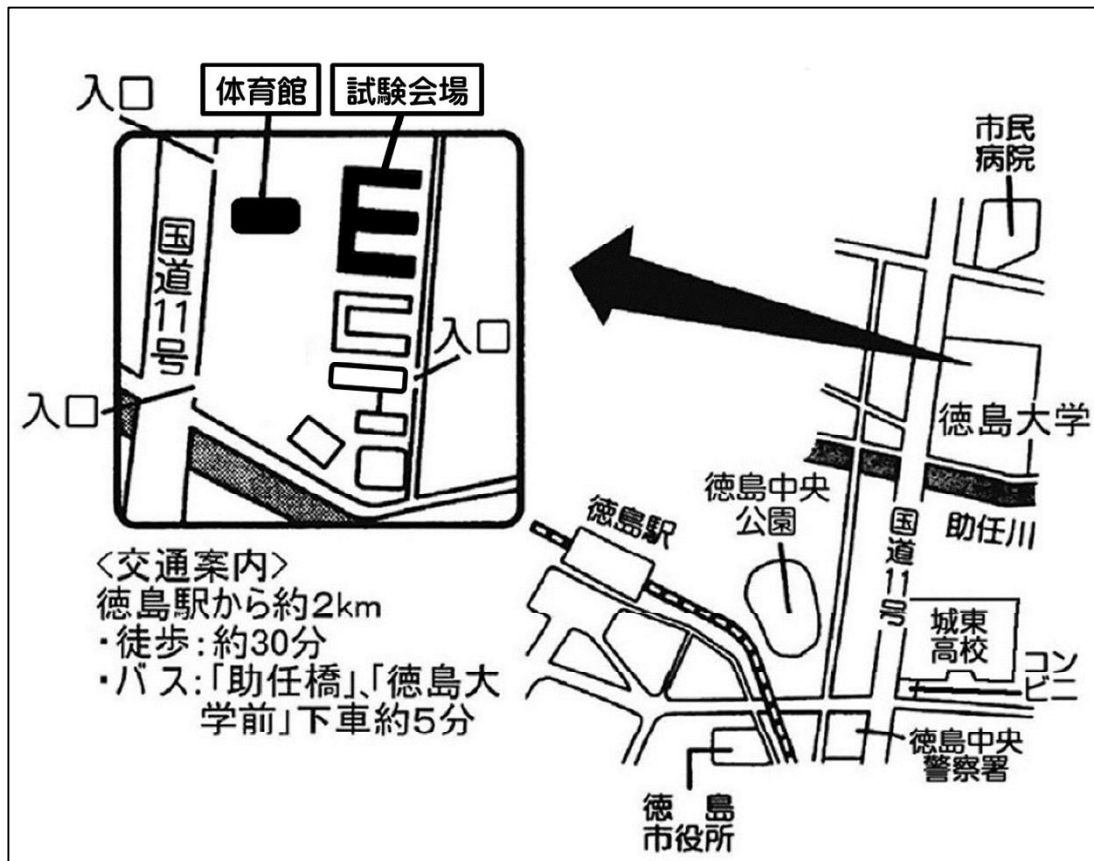 入口
体育館
試験会場
国道11号
入口
入口
<交通案内>
徳島駅から約2km
・徒歩：約30分
・バス：「助任橋」、「徳島大
学前」下車約5分
市民
病院
徳島大学
助任川
国道11号
徳島中央
公園
徳島駅
城東
高校
コン
ビニ
徳島中央
警察署
徳島
市役所